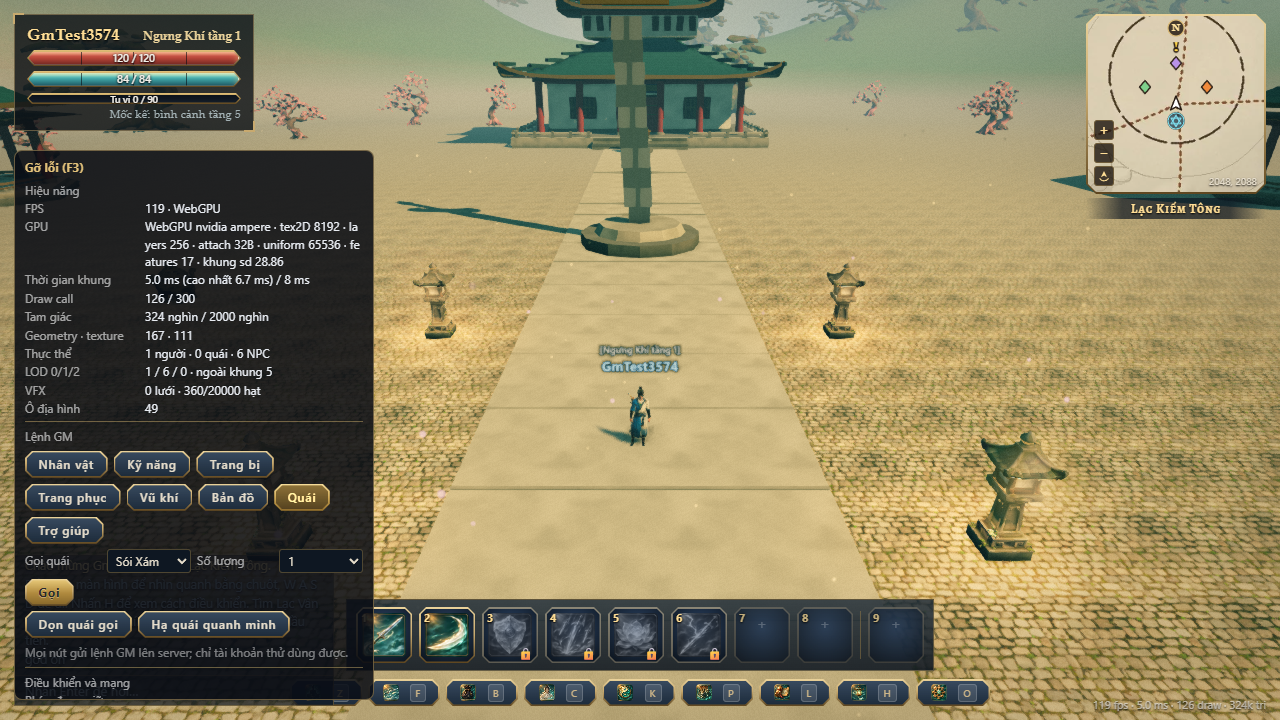 GmTest3574 Ngưng Khí tầng 1
120 / 120
84 / 84
Tu vi 0 / 90
Mốc kế: bình cảnh tầng 5
N
+
−
2048, 2088
Lạc Kiếm Tông
Gỡ lỗi (F3)
Hiệu năng
FPS 119 · WebGPU
GPU WebGPU nvidia ampere · tex2D 8192 · la
yers 256 · attach 32B · uniform 65536 · fe
atures 17 · khung sd 28.86
Thời gian khung 5.0 ms (cao nhất 6.7 ms) / 8 ms
Draw call 126 / 300
Tam giác 324 nghìn / 2000 nghìn
Geometry · texture 167 · 111
Thực thể 1 người · 0 quái · 6 NPC
LOD 0/1/2 1 / 6 / 0 · ngoài khung 5
VFX 0 lưới · 360/20000 hạt
Ô địa hình 49
Lệnh GM
Nhân vật Kỹ năng Trang bị
Trang phục Vũ khí Bản đồ Quái
Trợ giúp
Gọi quái Sói Xám Số lượng 1
Gọi
Dọn quái gọi Hạ quái quanh mình
Mọi nút gửi lệnh GM lên server; chỉ tài khoản thử dùng được.
Điều khiển và mạng
[Ngưng Khí tầng 1]
GmTest3574
2 3 4 5 6 7 8 9
Z F B C K P L H O
119 fps · 5.0 ms · 126 draw · 324k tri